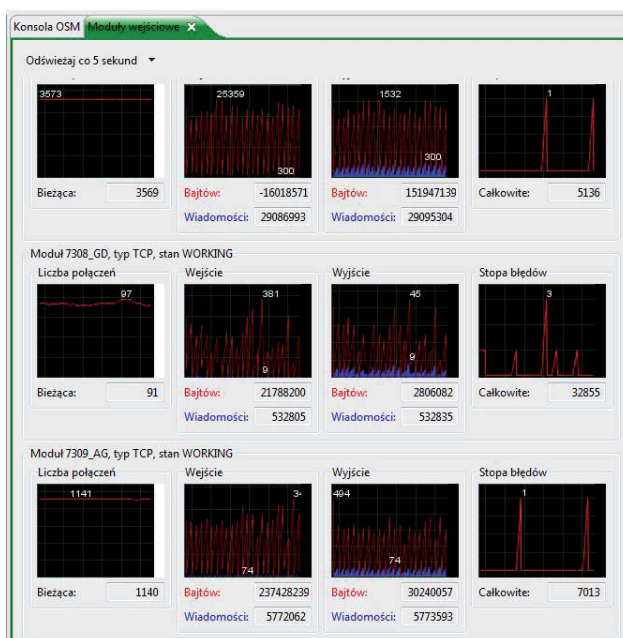 Konsola OSM Moduły wejściowe
Odświeżaj co 5 sekund
3573 25359 300 1532 300 1
Bieżąca: 3569 Bajtów: -16018571 Bajtów: 151947139 Całkowite: 5136
Wiadomości: 29086993 Wiadomości: 29095304
Moduł 7308_GD, typ TCP, stan WORKING
Liczba połączeń Wejście Wyjście Stopa błędów
97 381 9 45 9 3
Bieżąca: 91 Bajtów: 21788200 Bajtów: 2806082 Całkowite: 32855
Wiadomości: 532805 Wiadomości: 532835
Moduł 7309_AG, typ TCP, stan WORKING
Liczba połączeń Wejście Wyjście Stopa błędów
1141 74 494 74 1
Bieżąca: 1140 Bajtów: 237428239 Bajtów: 30240057 Całkowite: 7013
Wiadomości: 5772062 Wiadomości: 5773593